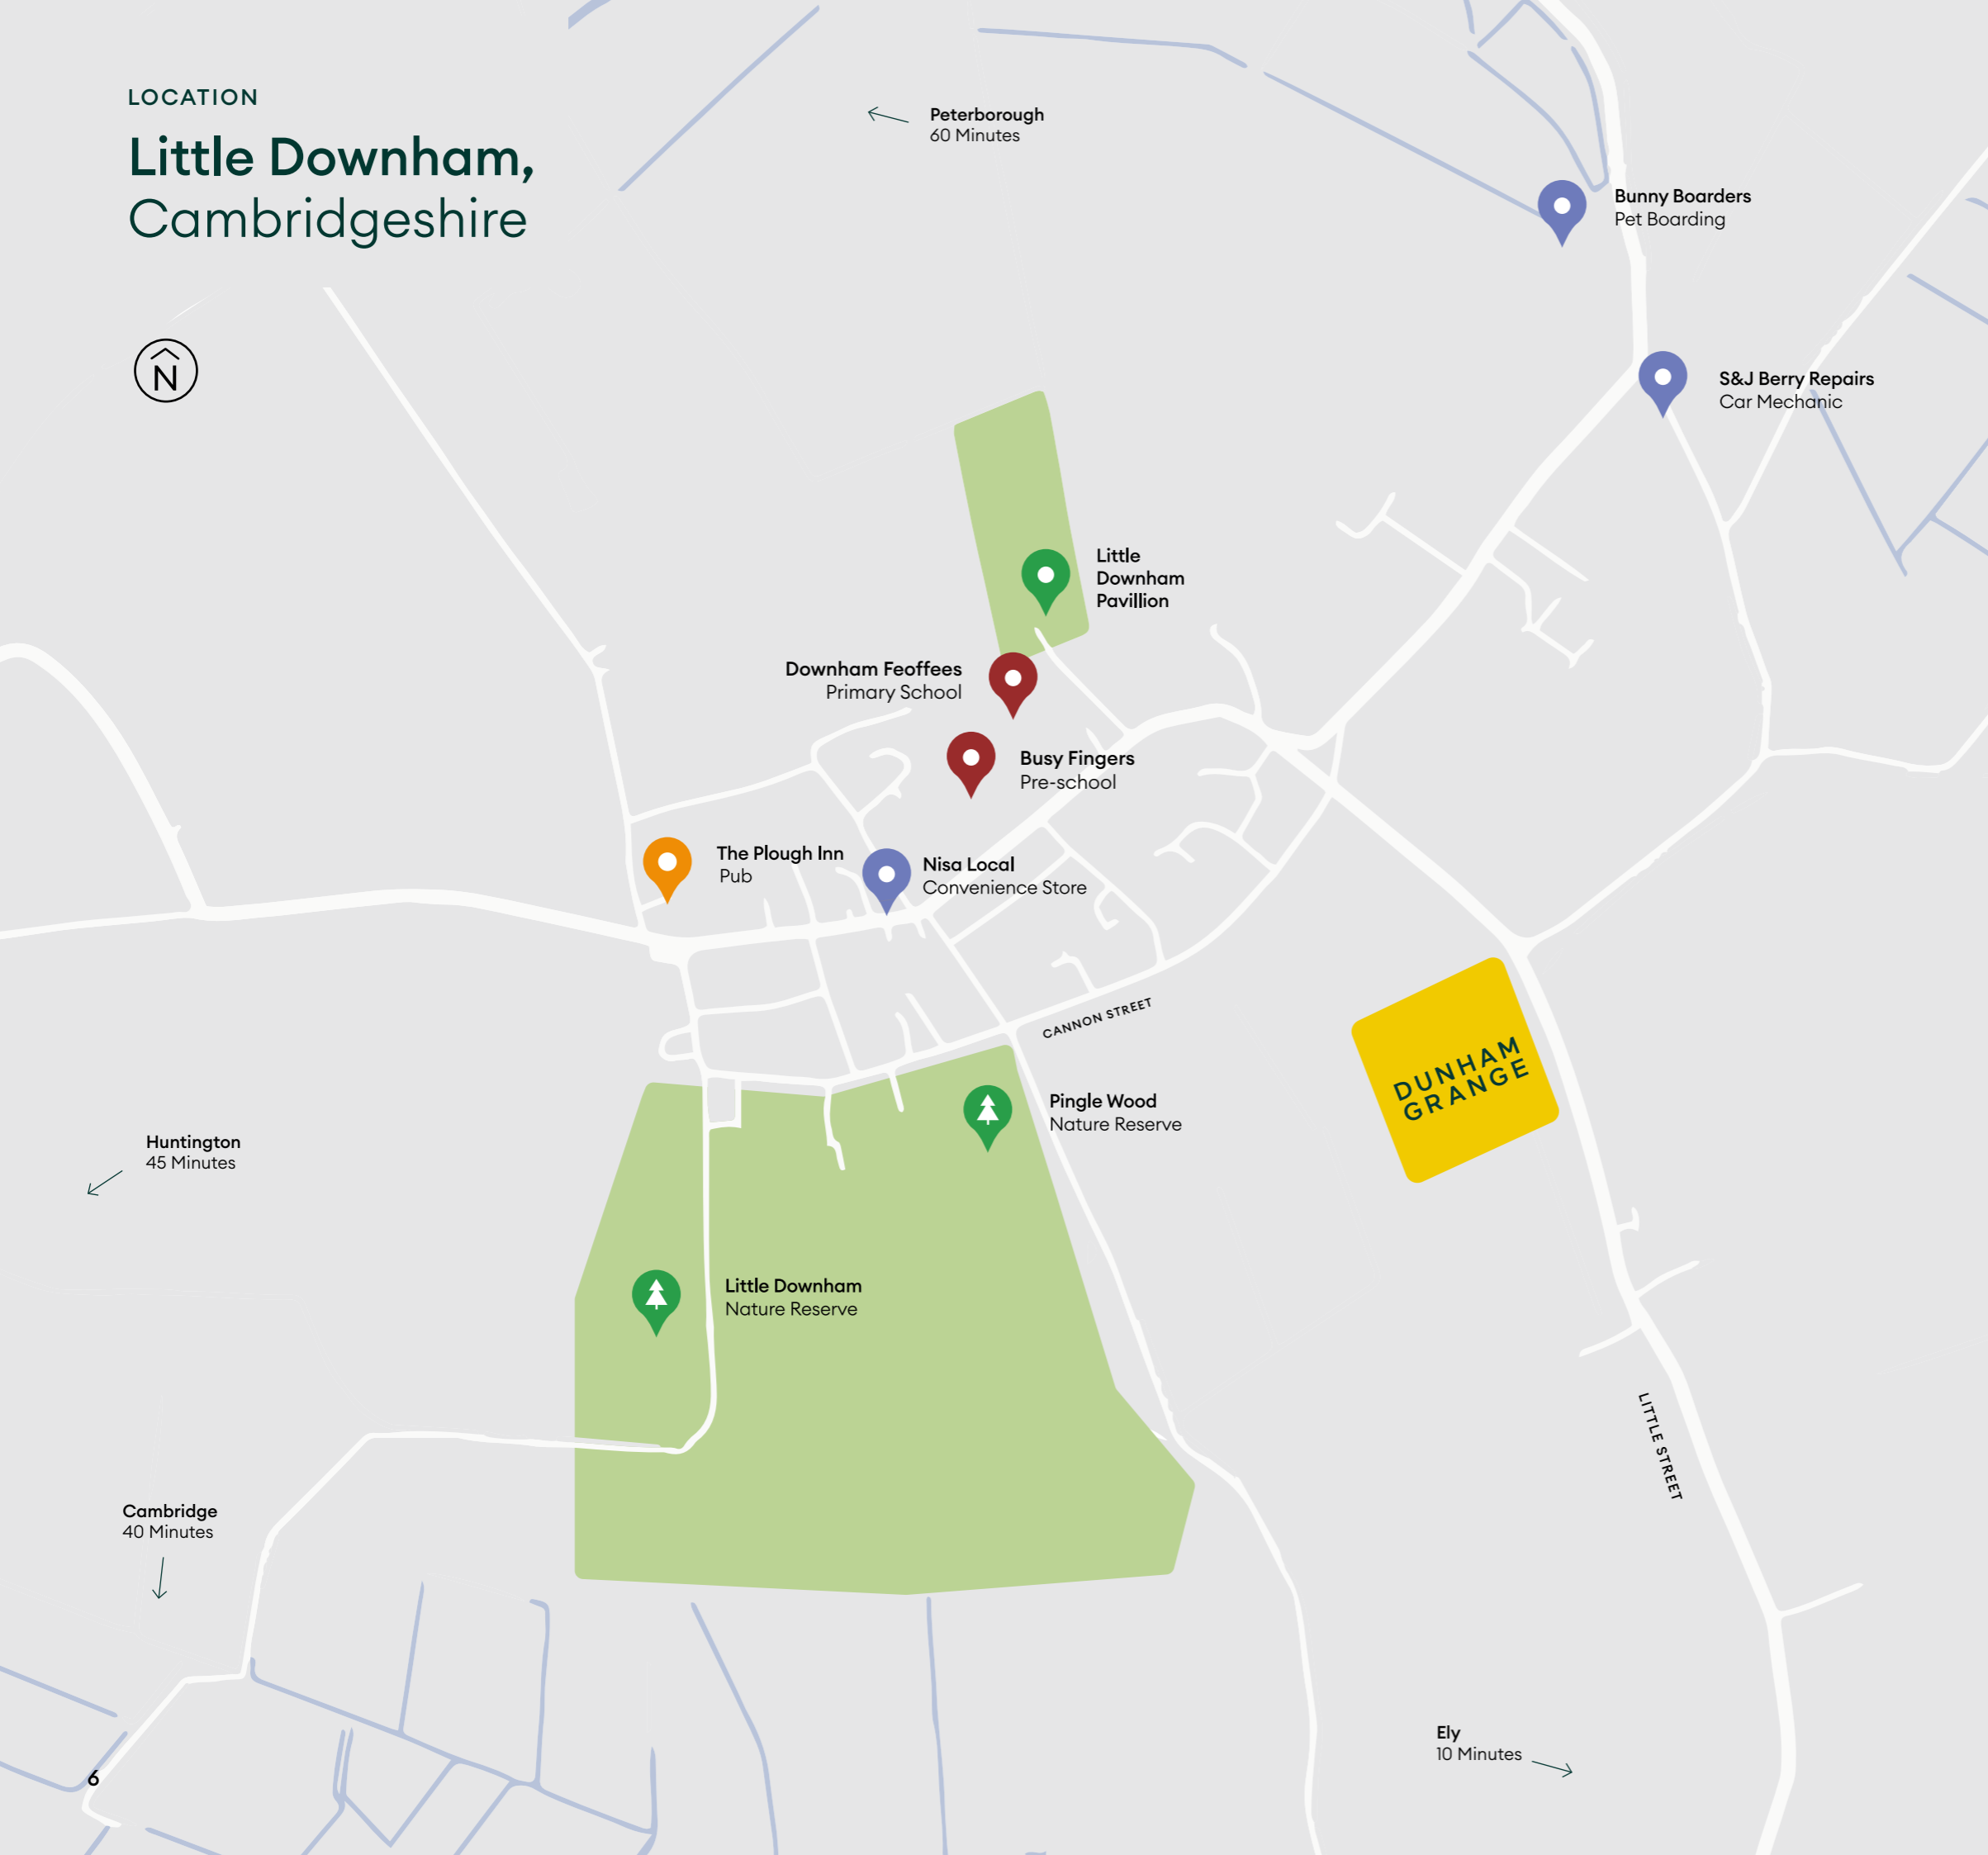 LOCATION
Little Downham,
Cambridgeshire
N
Peterborough
60 Minutes
Bunny Boarders
Pet Boarding
S&J Berry Repairs
Car Mechanic
Little
Downham
Pavillion
Downham Feoffees
Primary School
Busy Fingers
Pre-school
The Plough Inn
Pub
Nisa Local
Convenience Store
CANNON STREET
DUNHAM
GRANGE
Pingle Wood
Nature Reserve
Huntington
45 Minutes
Little Downham
Nature Reserve
LITTLE STREET
Cambridge
40 Minutes
Ely
10 Minutes
6